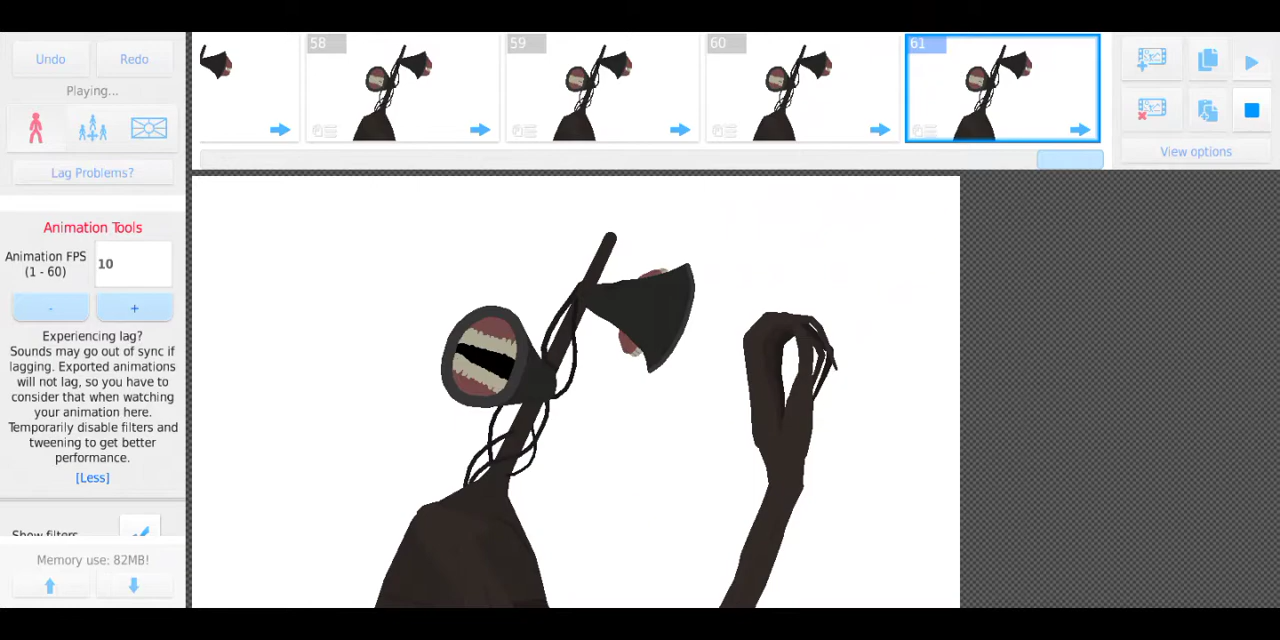 Undo
Redo
Playing...
Lag Problems?
Animation Tools
Animation FPS
(1 - 60)
10
-
+
Experiencing lag?
Sounds may go out of sync if
lagging. Exported animations
will not lag, so you have to
consider that when watching
your animation here.
Temporarily disable filters and
tweening to get better
performance.
[Less]
Show filters
Memory use: 82MB!
58
59
60
61
View options